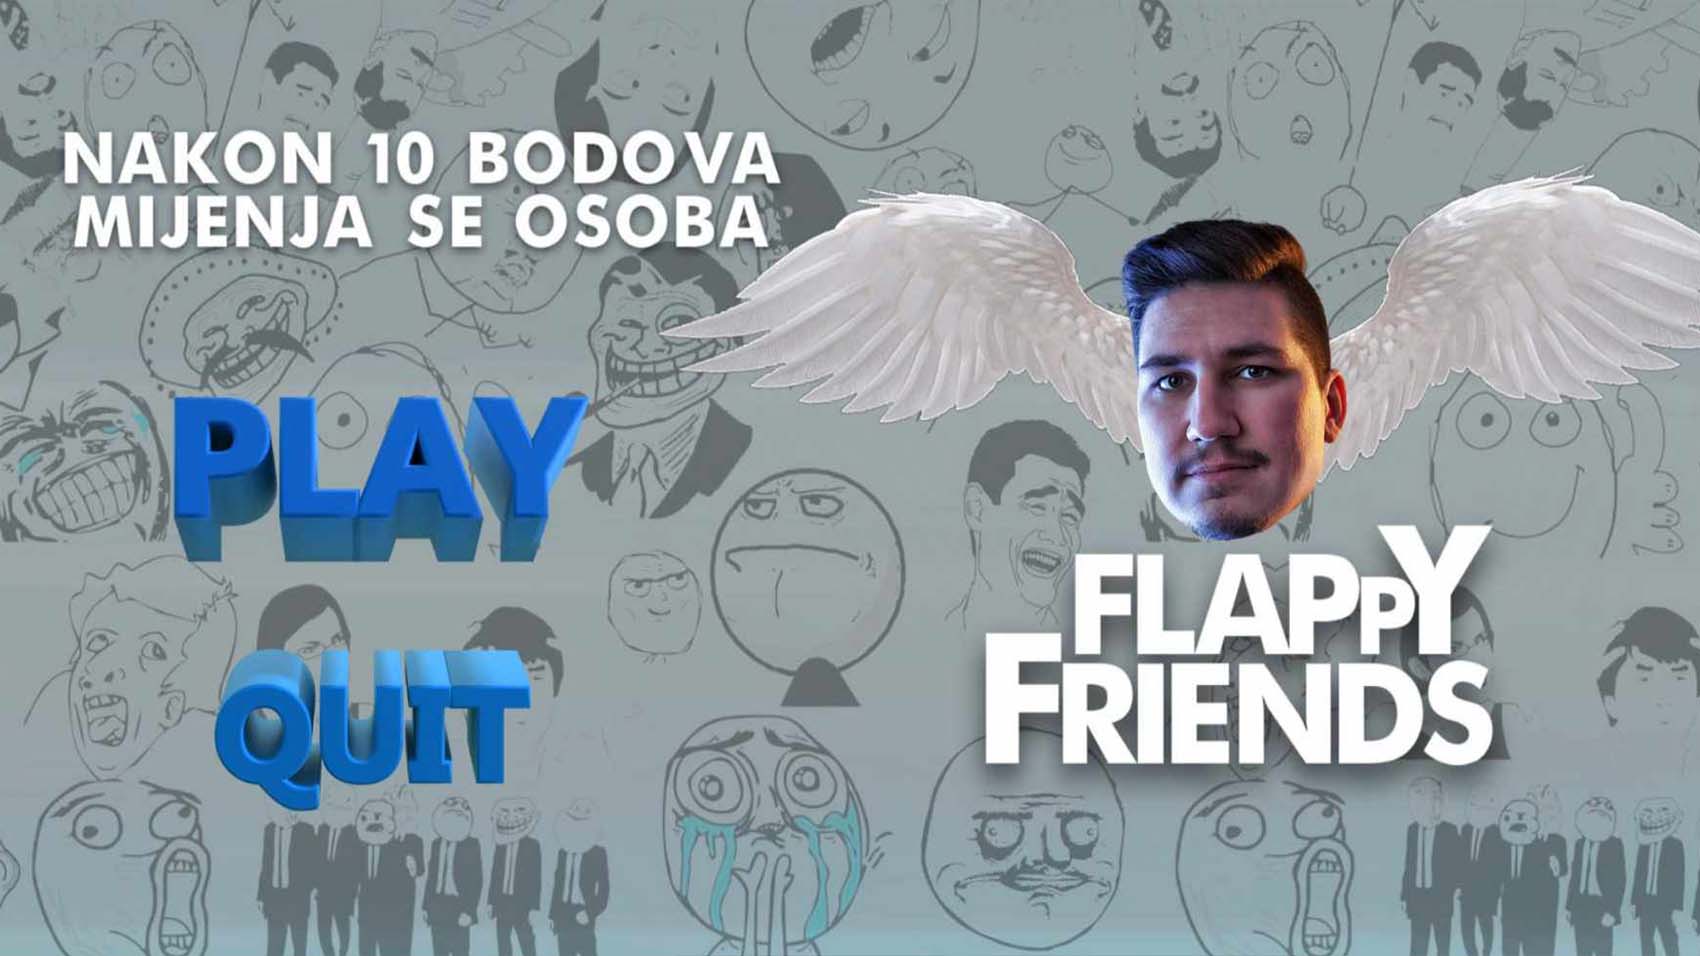 NAKON 10 BODOVA
MIJENJA SE OSOBA
PLAY
QUIT
FLAPPY
FRIENDS